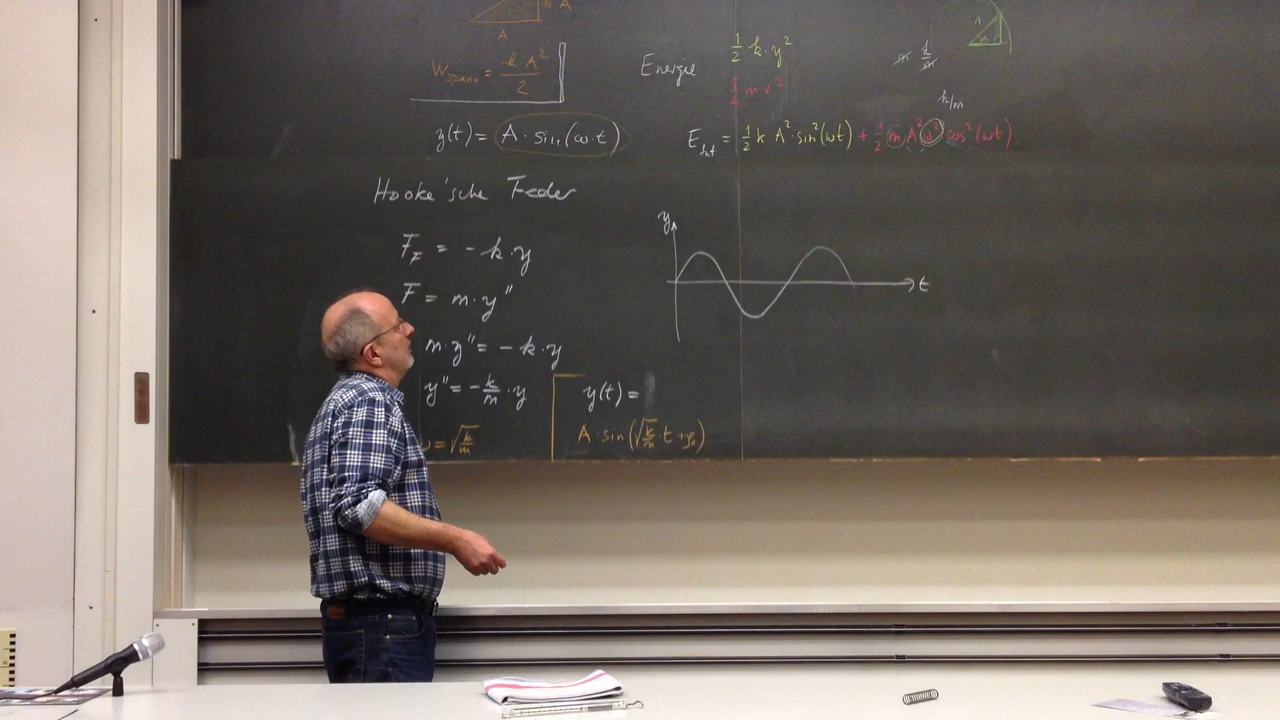 k A
A
W_spann = k·A² / 2
Energie
½ k·y²
½ m v²
k/m
y(t) = A·sin(ω·t)
E_tot = ½ k A²·sin²(ωt) + ½ m A² ω² cos²(ωt)
Hooke'sche Feder
F_F = -k·y
F = m·y"
m·y" = -k·y
y" = -k/m·y
ω = √k/m
y
t
y(t) =
A·sin(√k/m·t+φ₀)